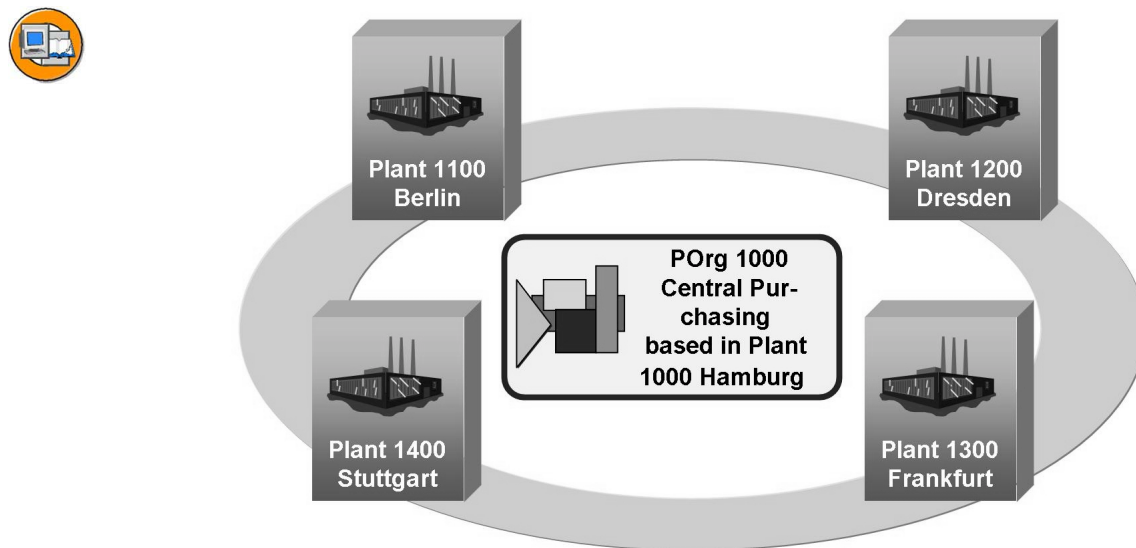 Plant 1100
Berlin
Plant 1200
Dresden
POrg 1000
Central Pur-
chasing
based in Plant
1000 Hamburg
Plant 1400
Stuttgart
Plant 1300
Frankfurt